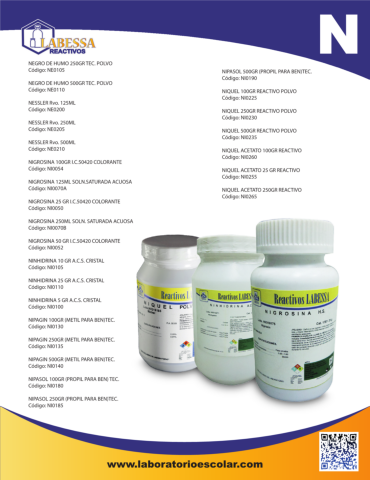 LABESSA
REACTIVOS
N
NEGRO DE HUMO 250GR TEC. POLVO
Código: NE0105
NEGRO DE HUMO 500GR TEC. POLVO
Código: NE0110
NESSLER Rvo. 125ML
Código: NE0200
NESSLER Rvo. 250ML
Código: NE0205
NESSLER Rvo. 500ML
Código: NE0210
NIGROSINA 100GR I.C.50420 COLORANTE
Código: NI0054
NIGROSINA 125ML SOLN.SATURADA ACUOSA
Código: NI0070A
NIGROSINA 25 GR I.C.50420 COLORANTE
Código: NI0050
NIGROSINA 250ML SOLN. SATURADA ACUOSA
Código: NI0070B
NIGROSINA 50 GR I.C.50420 COLORANTE
Código: NI0052
NINHIDRINA 10 GR A.C.S. CRISTAL
Código: NI0105
NINHIDRINA 25 GR A.C.S. CRISTAL
Código: NI0110
NINHIDRINA 5 GR A.C.S. CRISTAL
Código: NI0100
NIPAGIN 100GR (METIL PARA BEN)TEC.
Código: NI0130
NIPAGIN 250GR (METIL PARA BEN)TEC.
Código: NI0135
NIPAGIN 500GR (METIL PARA BEN)TEC.
Código: NI0140
NIPASOL 100GR (PROPIL PARA BEN)TEC.
Código: NI0180
NIPASOL 250GR (PROPIL PARA BEN)TEC.
Código: NI0185
NIPASOL 500GR (PROPIL PARA BEN)TEC.
Código: NI0190
NIQUEL 100GR REACTIVO POLVO
Código: NI0225
NIQUEL 250GR REACTIVO POLVO
Código: NI0230
NIQUEL 500GR REACTIVO POLVO
Código: NI0235
NIQUEL ACETATO 100GR REACTIVO
Código: NI0260
NIQUEL ACETATO 25 GR REACTIVO
Código: NI0255
NIQUEL ACETATO 250GR REACTIVO
Código: NI0265
Reactivos
NIQUEL POLVO
Reactivos LABESSA
Reactivos LABESSA
NIGROSINA
www.laboratorioescolar.com